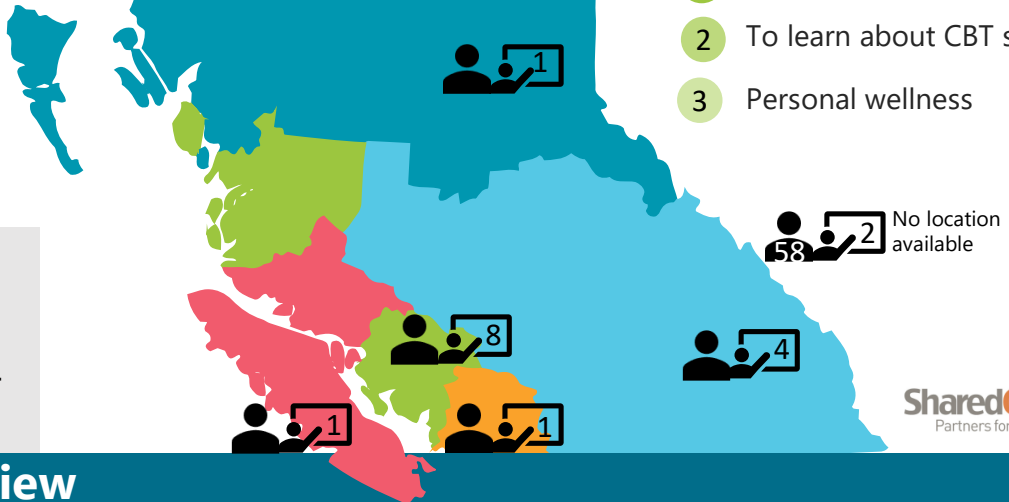 2 To learn about CBT s
3 Personal wellness
1
58
2
No location
available
8
4
1
1
Shared
Partners for
iew